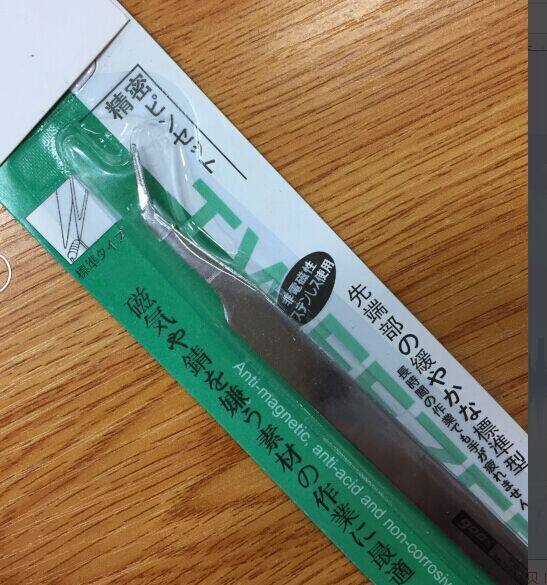 精密
ピンセット
標準タイプ
非電磁性
ステンレス使用
先端部の緩やかな標準型
長時間の作業でも手が疲れません
磁気や錆を嫌う素材の作業に最適
Anti-magnetic, anti-acid and non-corrosi